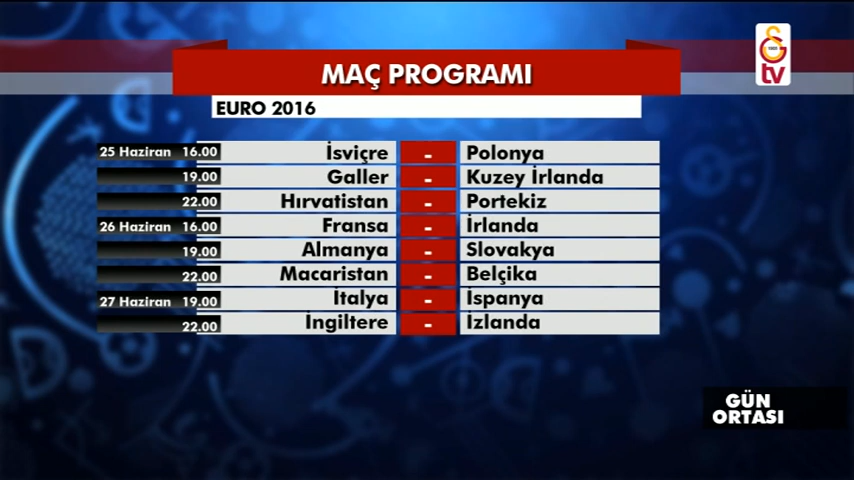 MAÇ PROGRAMI
EURO 2016
25 Haziran 16.00 İsviçre - Polonya
19.00 Galler - Kuzey İrlanda
22.00 Hırvatistan - Portekiz
26 Haziran 16.00 Fransa - İrlanda
19.00 Almanya - Slovakya
22.00 Macaristan - Belçika
27 Haziran 19.00 İtalya - İspanya
22.00 İngiltere - İzlanda
GÜN
ORTASI
tv